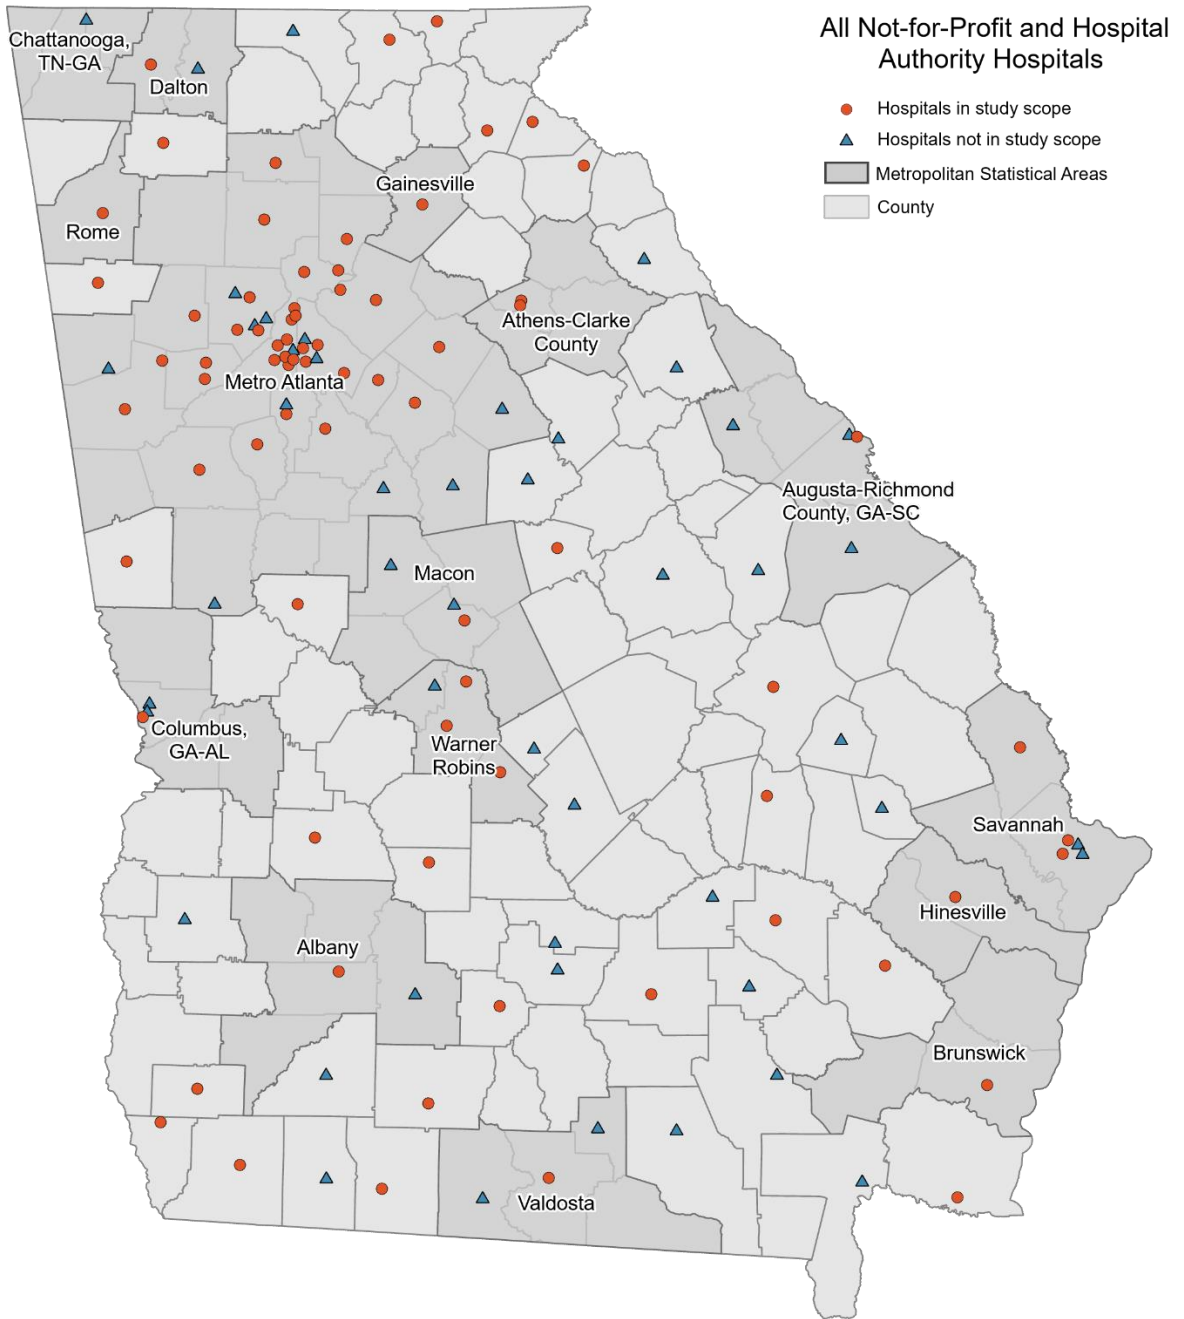 All Not-for-Profit and Hospital
Authority Hospitals
Hospitals in study scope
Hospitals not in study scope
Metropolitan Statistical Areas
County
Chattanooga,
TN-GA
Dalton
Gainesville
Rome
Athens-Clarke
County
Metro Atlanta
Augusta-Richmond
County, GA-SC
Macon
Columbus,
GA-AL
Warner
Robins
Savannah
Hinesville
Albany
Brunswick
Valdosta